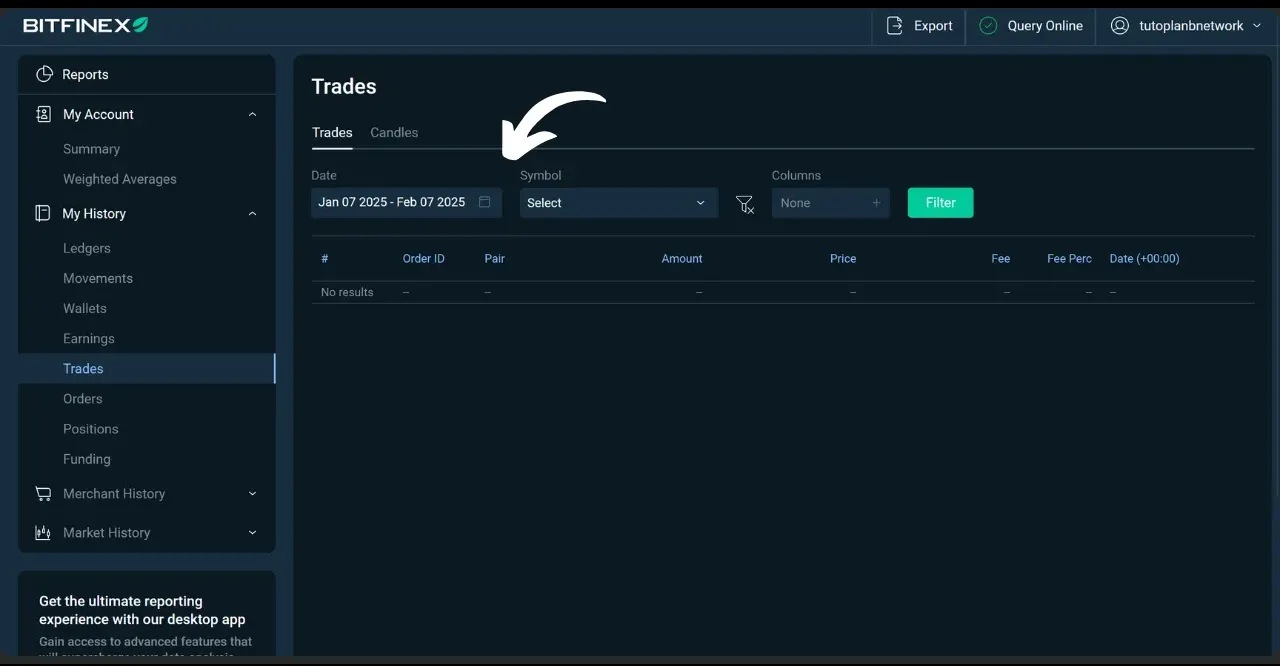 BITFINEX
Export
Query Online
tutoplanbnetwork
Reports
My Account
Summary
Weighted Averages
My History
Ledgers
Movements
Wallets
Earnings
Trades
Orders
Positions
Funding
Merchant History
Market History
Get the ultimate reporting
experience with our desktop app
Gain access to advanced features that
Trades
Trades Candles
Date Symbol Columns
Jan 07 2025 - Feb 07 2025 Select None + Filter
# Order ID Pair Amount Price Fee Fee Perc Date (+00:00)
No results -- -- -- -- -- -- --